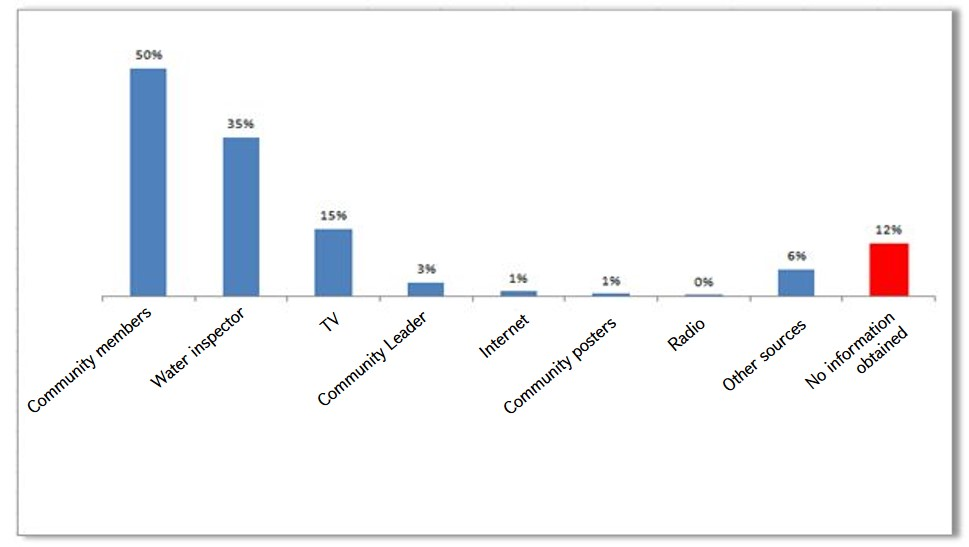 50%
35%
15%
3%
1%
1%
0%
6%
12%
Community members
Water inspector
TV
Community Leader
Internet
Community posters
Radio
Other sources
No information
obtained